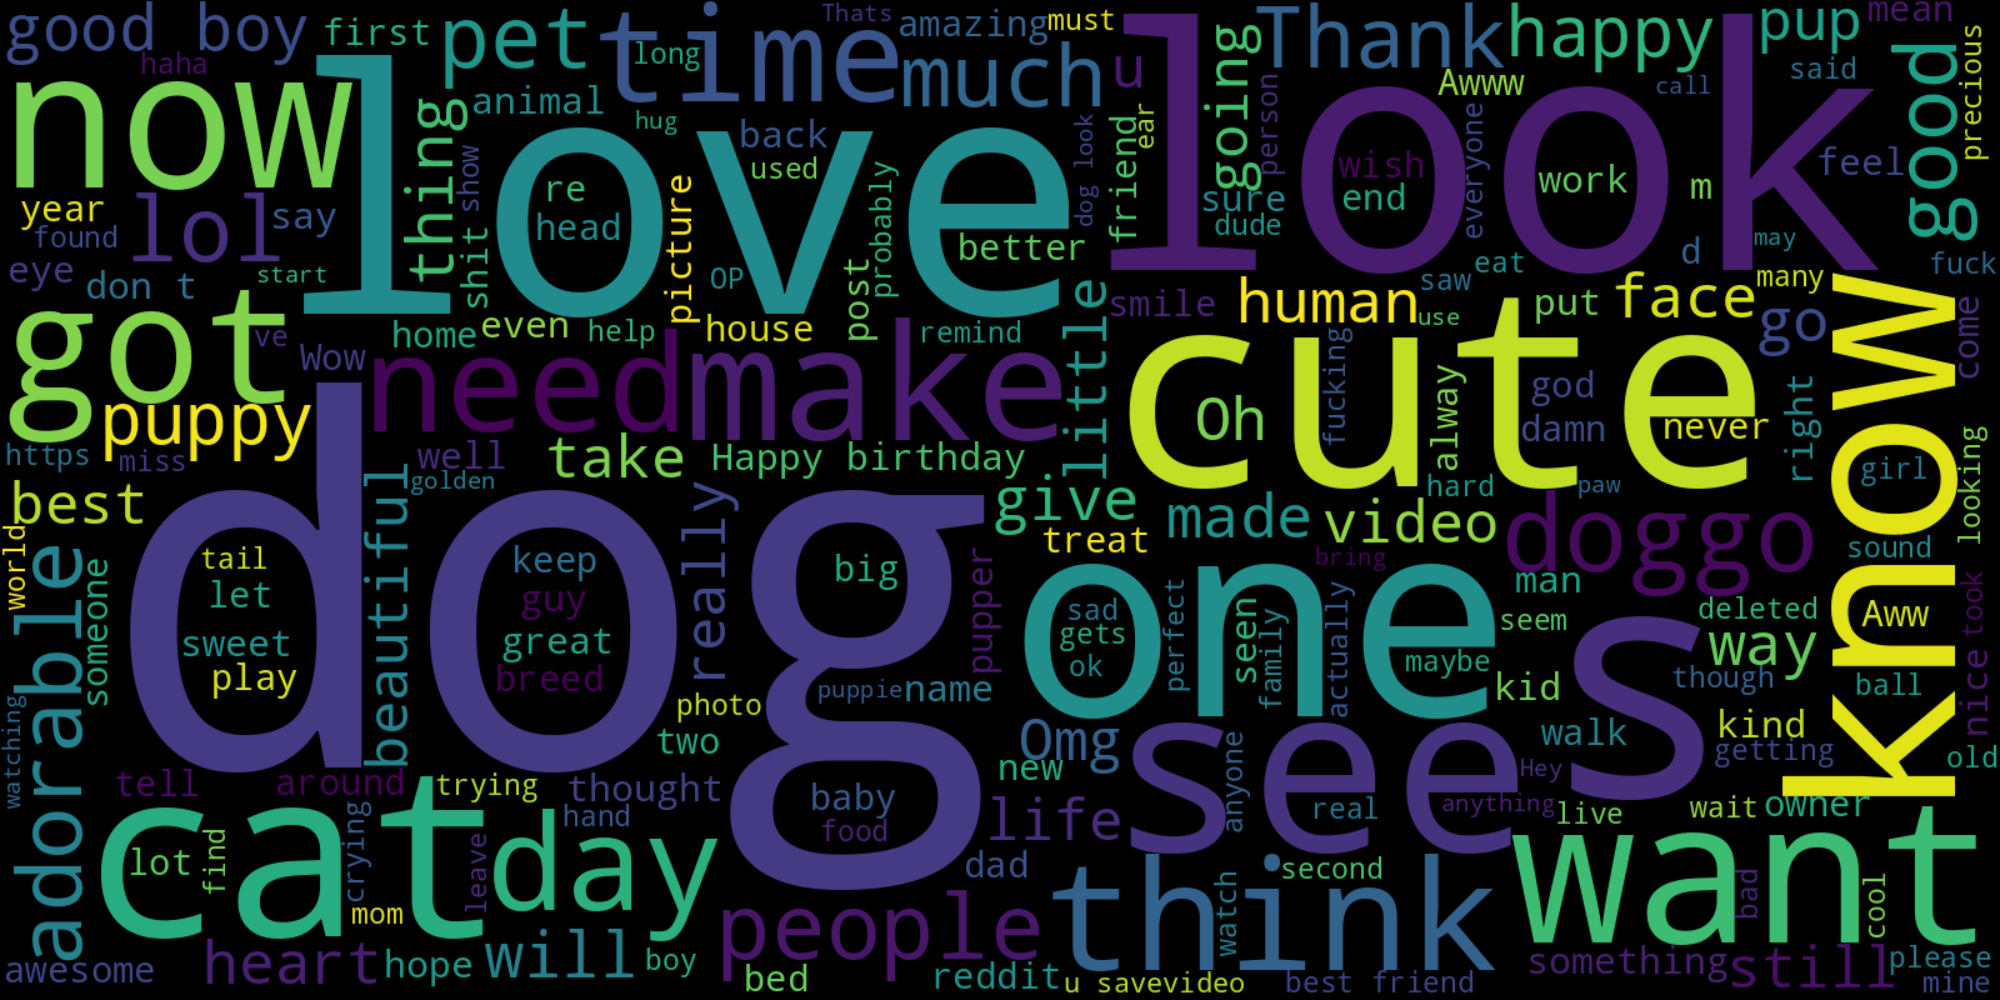 good boy
first
pet
time
Thats
amazing
must
look
Thank
happy
pup
mean
haha
long
much
u
going
Awww
call
said
good
precious
now
love
thing
animal
hug
back
used
friend
ear
person
everyone
wish
end
work
m
feel
year
found
lol
say
show
shit
re
head
picture
OP
probably
dog look
better
sure
dude
d
may
fuck
eye
don t
start
post
little
smile
human
saw
eat
use
put
face
many
go
know
come
got
ve
Wow
home
even
help
house
remind
need
make
cute
Oh
fucking
alway
god
damn
never
right
puppy
https
miss
well
golden
take
Happy birthday
give
hard
paw
girl
looking
best
dog
beautiful
really
treat
made
video
doggo
bring
sound
world
adorable
someone
tail
let
sweet
play
keep
guy
great
breed
big
pupper
one
sad
gets
ok
perfect
seen
family
actually
maybe
man
seem
s
deleted
way
Aww
took
nice
puppie
name
photo
two
kid
though
ball
watching
Omg
see
walk
kind
getting
old
tell
around
trying
thought
hand
baby
food
new
life
anyone
real
Hey
anything
live
wait
owner
cat
day
lot
find
crying
mom
leave
dad
think
second
want
bad
cool
watch
people
awesome
heart
hope
will
boy
bed
reddit
u savevideo
best friend
something
still
please
mine